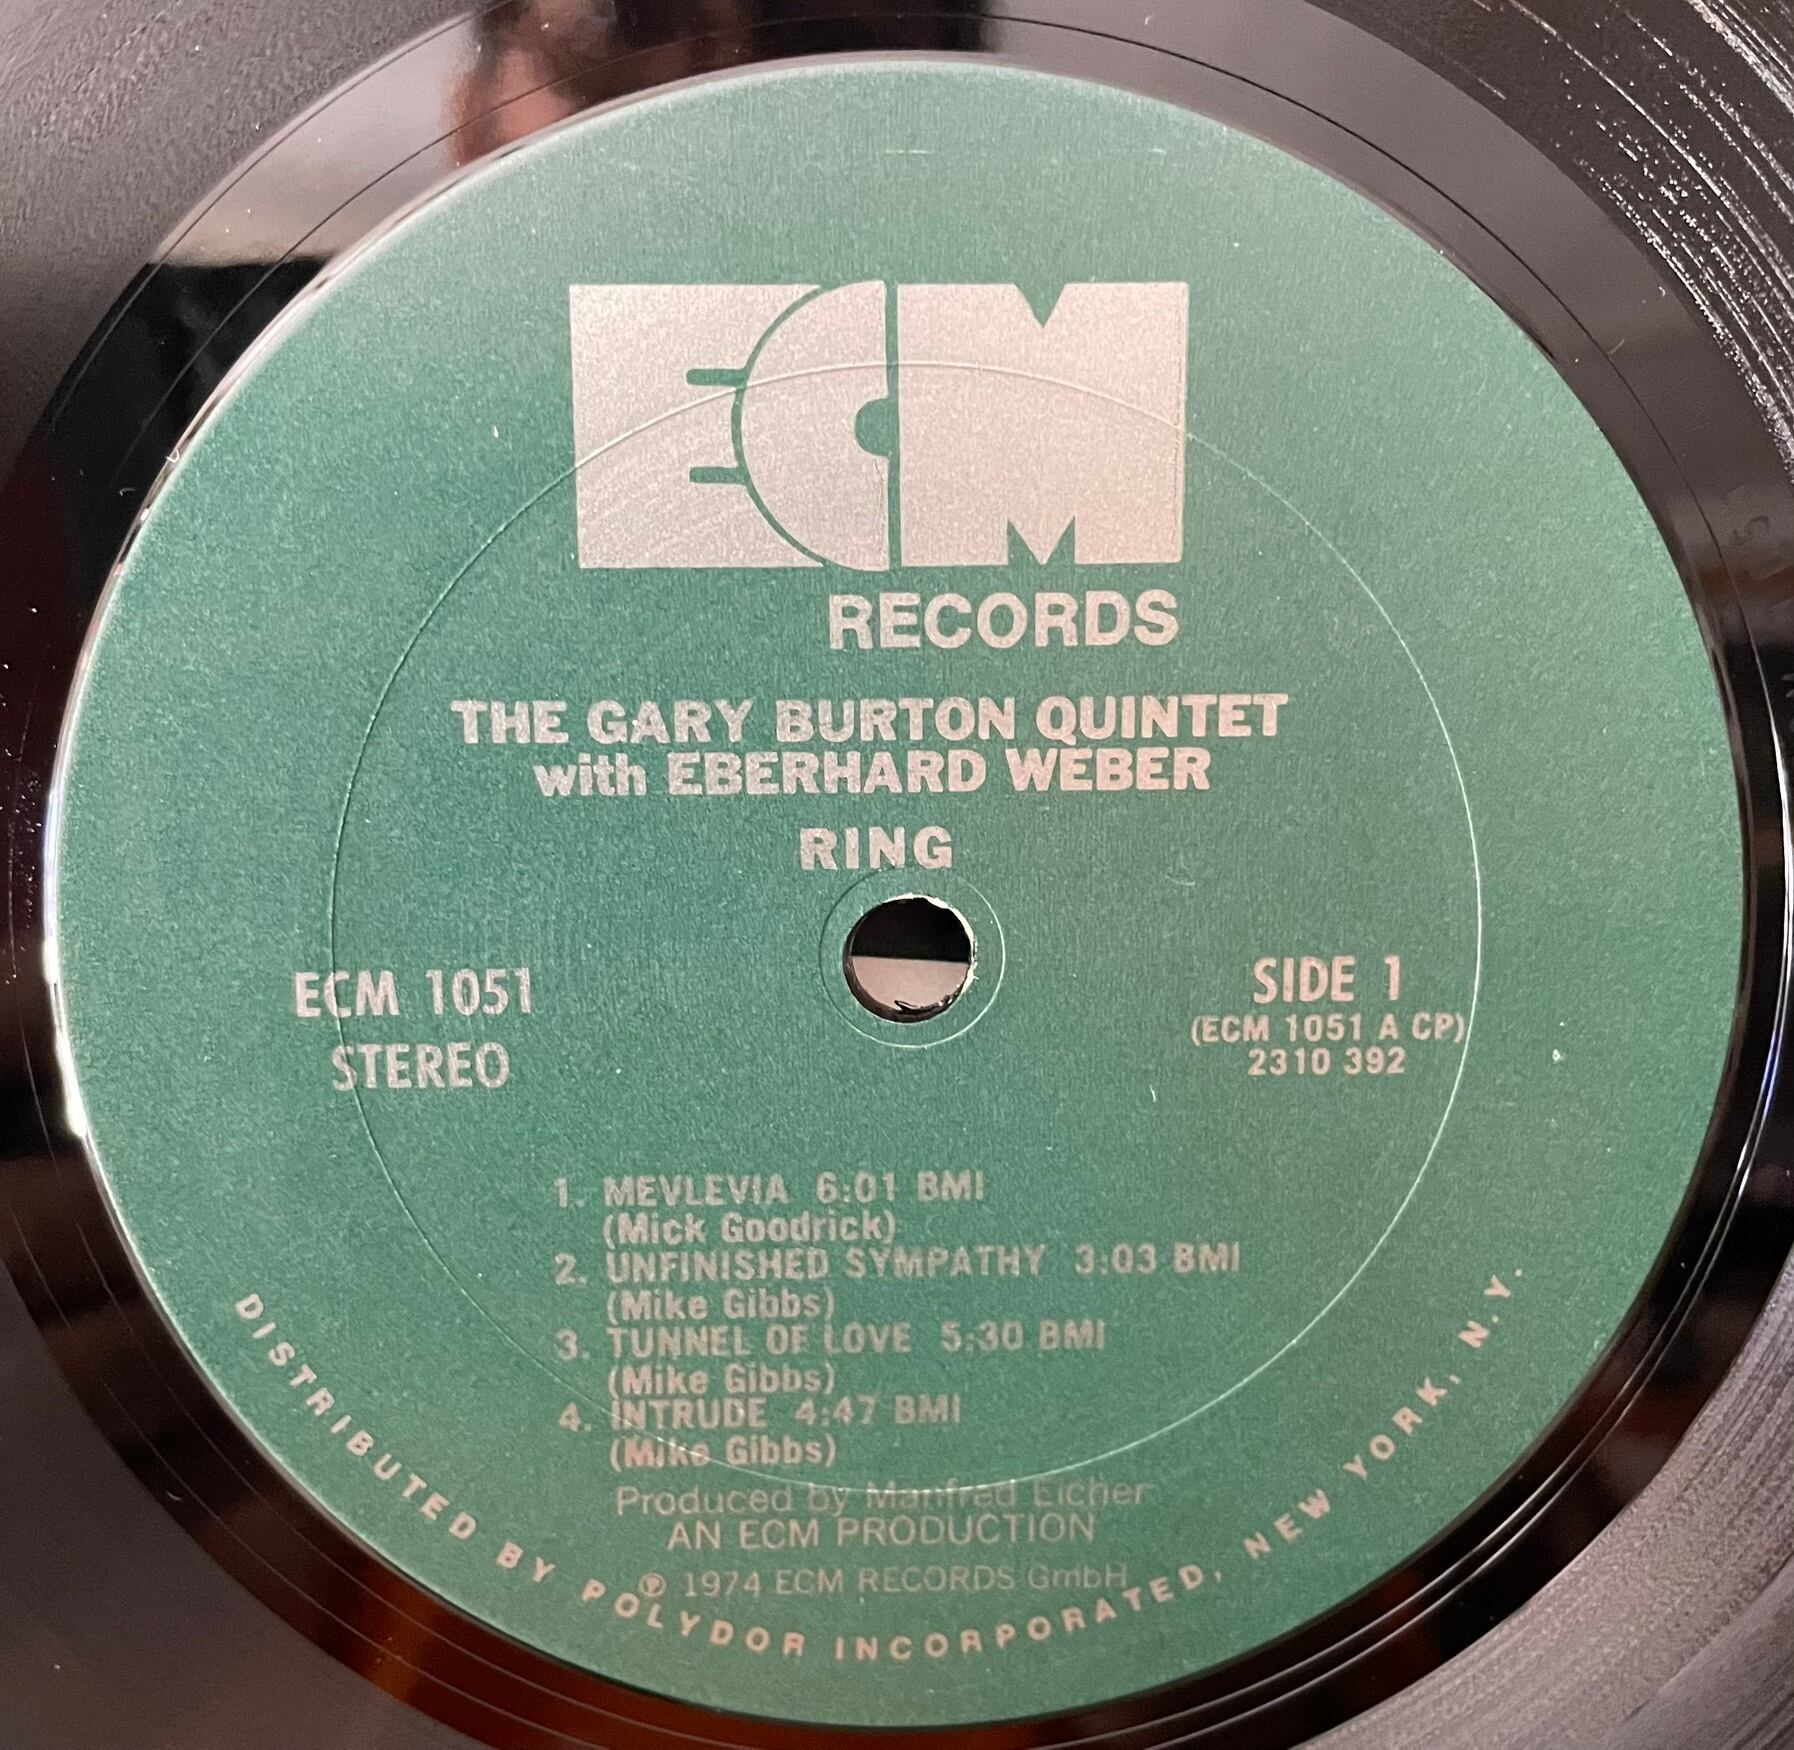 ECM
RECORDS
THE GARY BURTON QUINTET
with EBERHARD WEBER
RING
ECM 1051
STEREO
SIDE 1
(ECM 1051 A CP)
2310 392
1. MEVLEVIA 6:01 BMI
(Mick Goodrick)
2. UNFINISHED SYMPATHY 3:03 BMI
(Mike Gibbs)
3. TUNNEL OF LOVE 5:30 BMI
(Mike Gibbs)
4. INTRUDE 4:47 BMI
(Mike Gibbs)
Produced by Manfred Eicher
AN ECM PRODUCTION
℗ 1974 ECM RECORDS GmbH
DISTRIBUTED BY POLYDOR INCORPORATED, NEW YORK, N.Y.